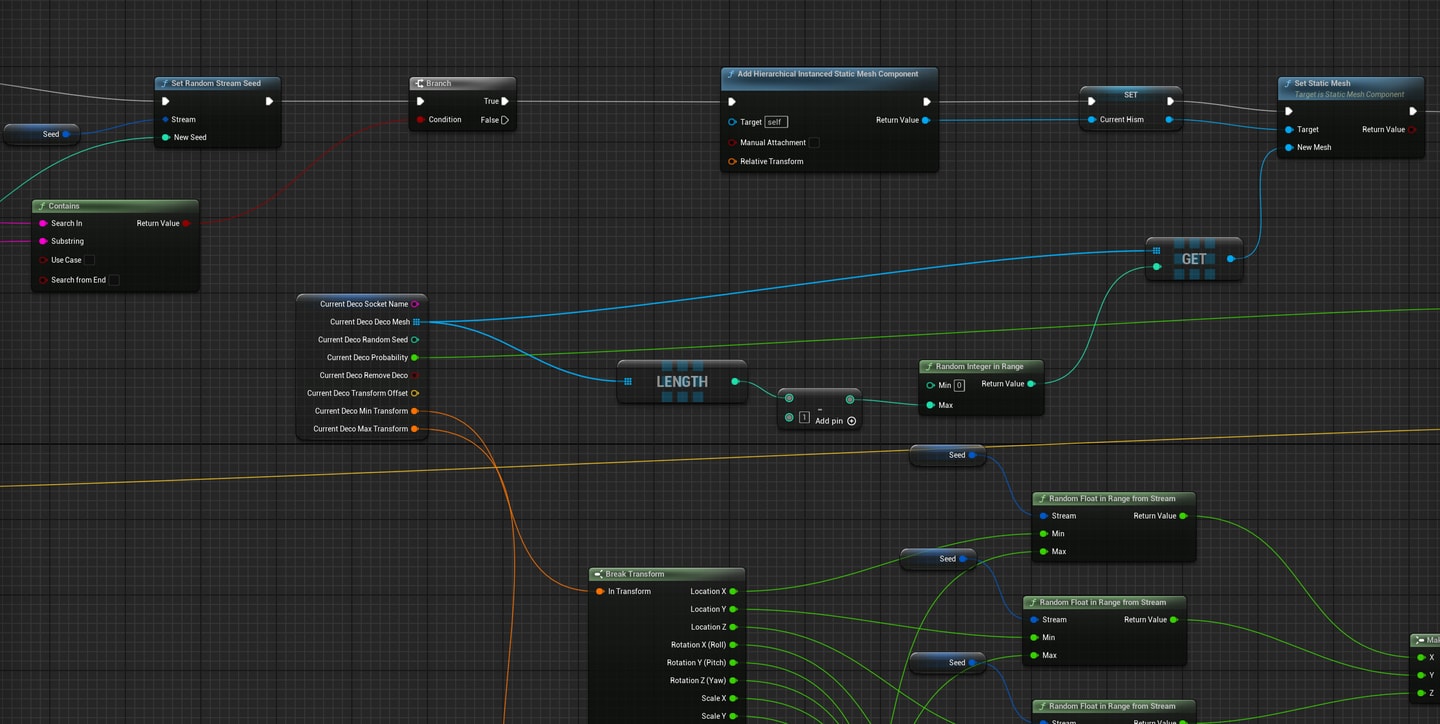 Set Random Stream Seed
Stream
New Seed
Seed
Branch
True
Condition
False
Add Hierarchical Instanced Static Mesh Component
Target self
Return Value
Manual Attachment
Relative Transform
SET
Current Hism
Set Static Mesh
Target is Static Mesh Component
Target
Return Value
New Mesh
Contains
Search In
Return Value
Substring
Use Case
Search from End
GET
Current Deco Socket Name
Current Deco Deco Mesh
Current Deco Random Seed
Current Deco Probability
Current Deco Remove Deco
Current Deco Transform Offset
Current Deco Min Transform
Current Deco Max Transform
LENGTH
-
1
Add pin
Random Integer in Range
Min 0
Return Value
Max
Seed
Random Float in Range from Stream
Stream
Return Value
Min
Max
Seed
Random Float in Range from Stream
Stream
Return Value
Min
Max
Seed
Random Float in Range from Stream
Stream
Return Value
Break Transform
In Transform
Location X
Location Y
Location Z
Rotation X (Roll)
Rotation Y (Pitch)
Rotation Z (Yaw)
Scale X
Scale Y
X
Y
Z